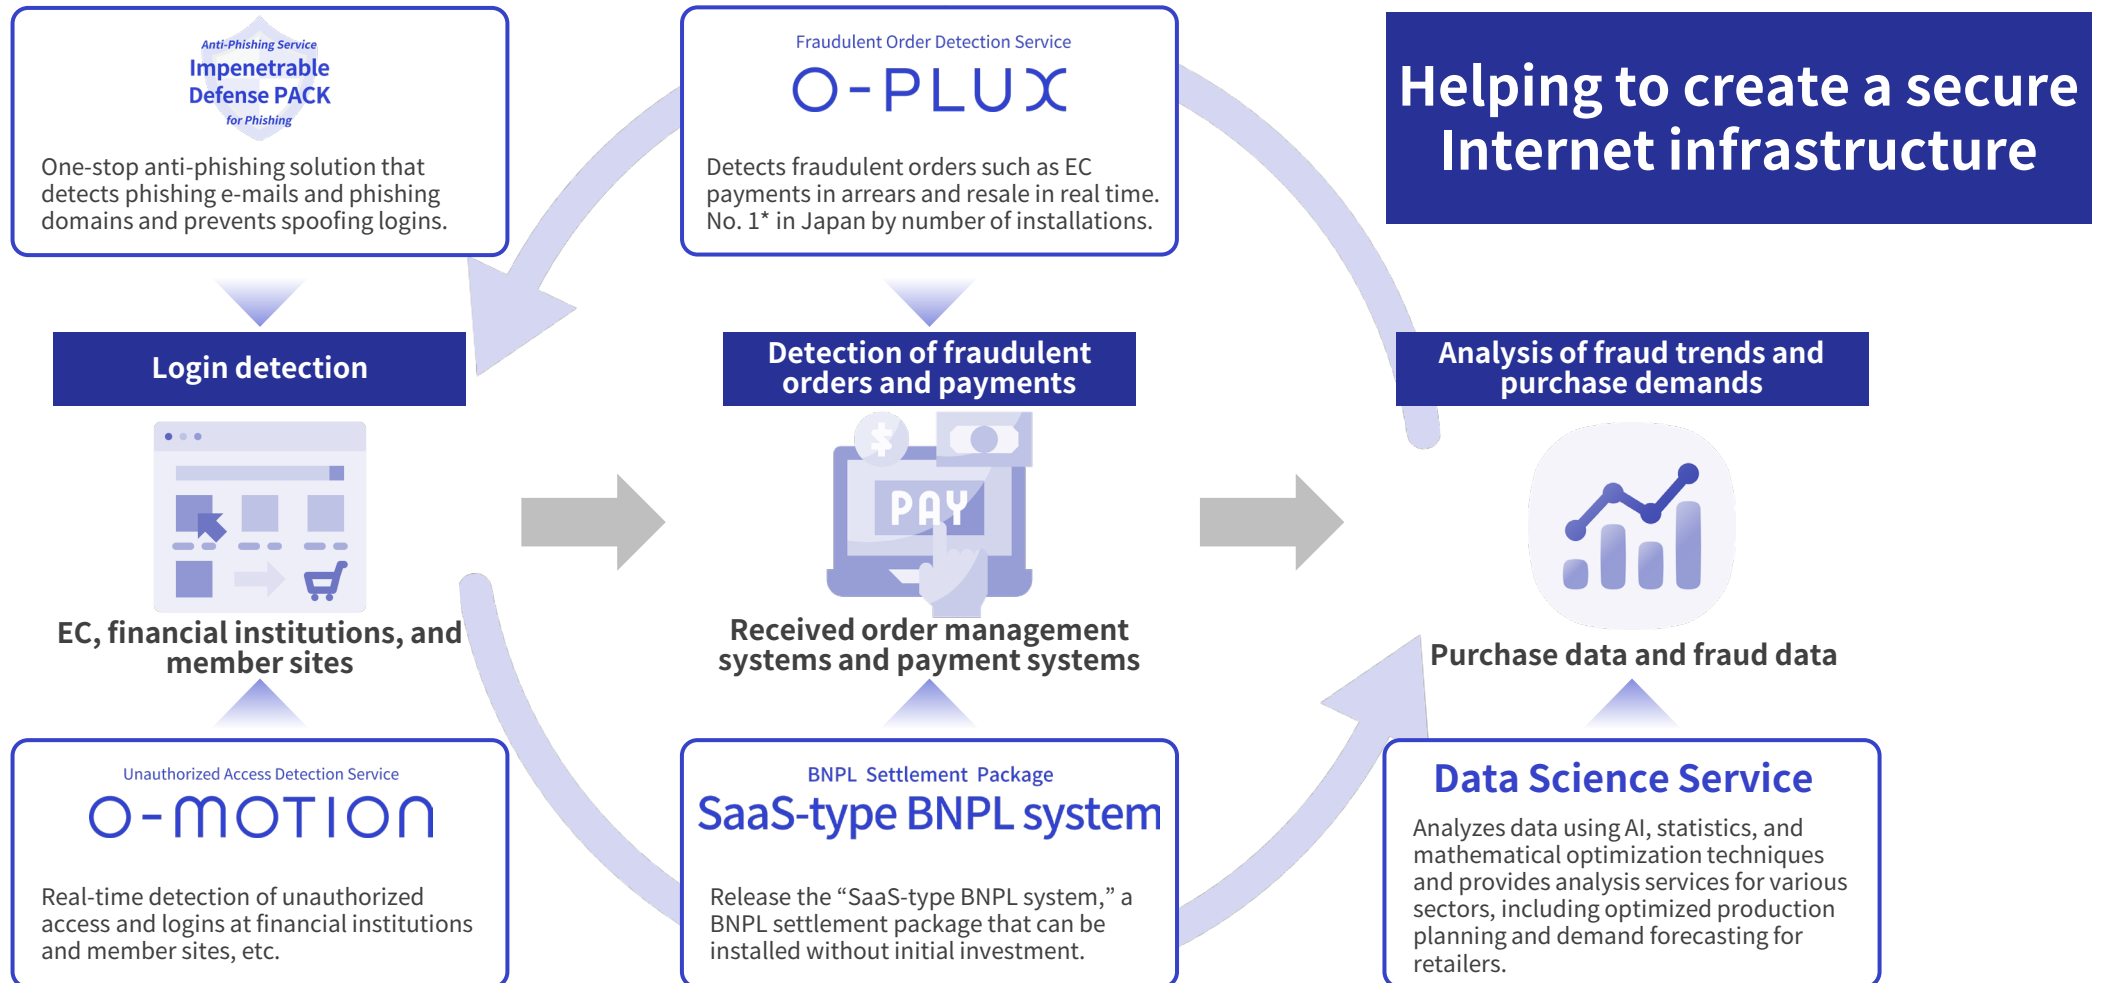 Anti-Phishing Service
Impenetrable
Defense PACK
for Phishing
One-stop anti-phishing solution that
detects phishing e-mails and phishing
domains and prevents spoofing logins.
Fraudulent Order Detection Service
O-PLUX
Detects fraudulent orders such as EC
payments in arrears and resale in real time.
No. 1* in Japan by number of installations.
Helping to create a secure
Internet infrastructure
Login detection
Detection of fraudulent
orders and payments
Analysis of fraud trends and
purchase demands
$
PAY
EC, financial institutions, and
member sites
Received order management
systems and payment systems
Purchase data and fraud data
Unauthorized Access Detection Service
O-MOTION
Real-time detection of unauthorized
access and logins at financial institutions
and member sites, etc.
BNPL Settlement Package
SaaS-type BNPL system
Release the “SaaS-type BNPL system,” a
BNPL settlement package that can be
installed without initial investment.
Data Science Service
Analyzes data using AI, statistics, and
mathematical optimization techniques
and provides analysis services for various
sectors, including optimized production
planning and demand forecasting for
retailers.